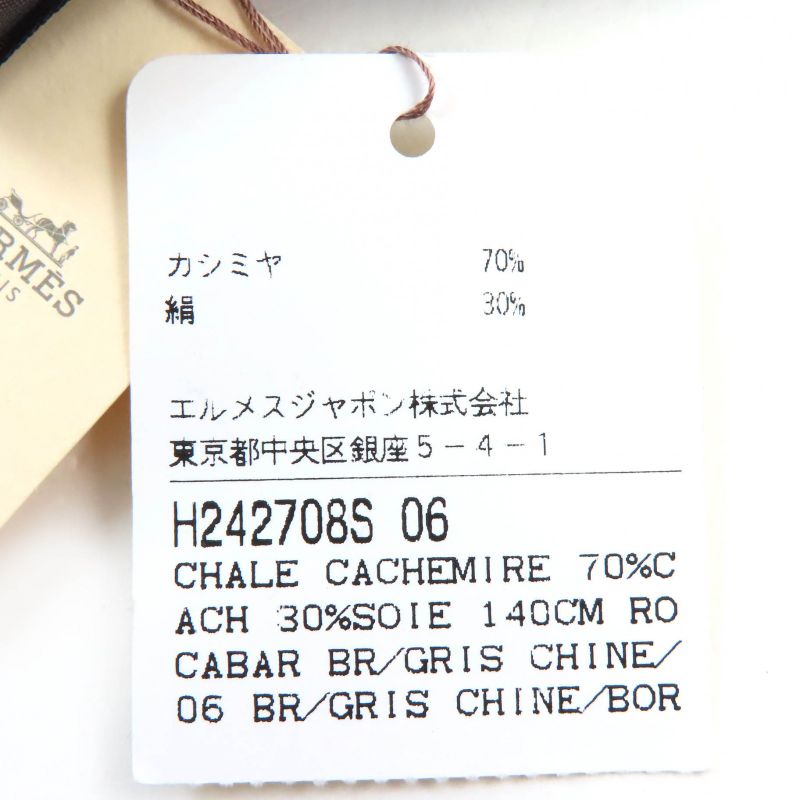 カシミヤ 70%
絹 30%
エルメスジャポン株式会社
東京都中央区銀座5-4-1
H242708S 06
CHALE CACHEMIRE 70%C
ACH 30%SOIE 140CM RO
CABAR BR/GRIS CHINE/
06 BR/GRIS CHINE/BOR
ERMÈS
IS